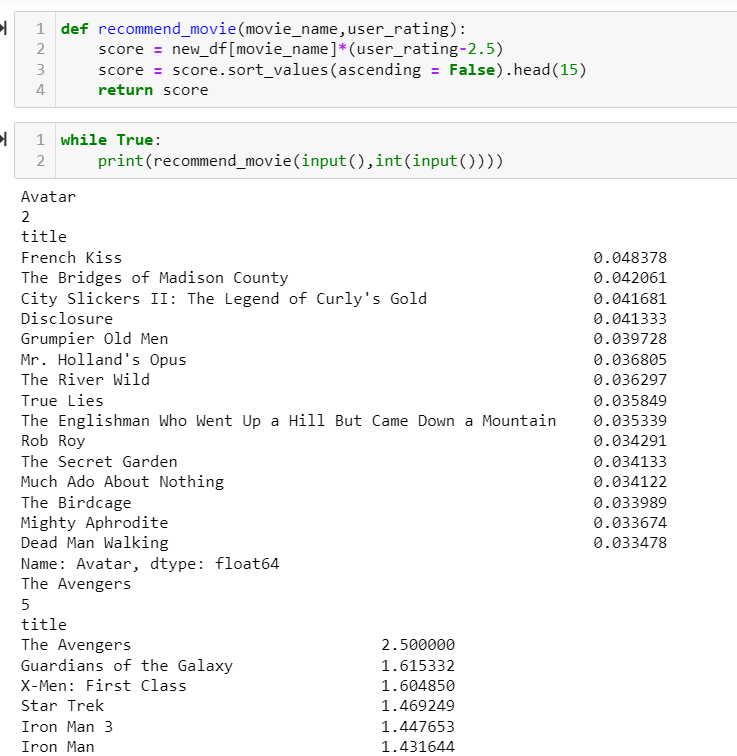 1 def recommend_movie(movie_name,user_rating):
2 score = new_df[movie_name]*(user_rating-2.5)
3 score = score.sort_values(ascending = False).head(15)
4 return score
1 while True:
2 print(recommend_movie(input(),int(input())))
Avatar
2
title
French Kiss 0.048378
The Bridges of Madison County 0.042061
City Slickers II: The Legend of Curly's Gold 0.041681
Disclosure 0.041333
Grumpier Old Men 0.039728
Mr. Holland's Opus 0.036805
The River Wild 0.036297
True Lies 0.035849
The Englishman Who Went Up a Hill But Came Down a Mountain 0.035339
Rob Roy 0.034291
The Secret Garden 0.034133
Much Ado About Nothing 0.034122
The Birdcage 0.033989
Mighty Aphrodite 0.033674
Dead Man Walking 0.033478
Name: Avatar, dtype: float64
The Avengers
5
title
The Avengers 2.500000
Guardians of the Galaxy 1.615332
X-Men: First Class 1.604850
Star Trek 1.469249
Iron Man 3 1.447653
Iron Man 1.431644